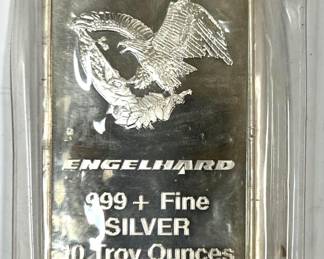 ENGELHARD
999 + Fine
SILVER
10 Troy Ounces